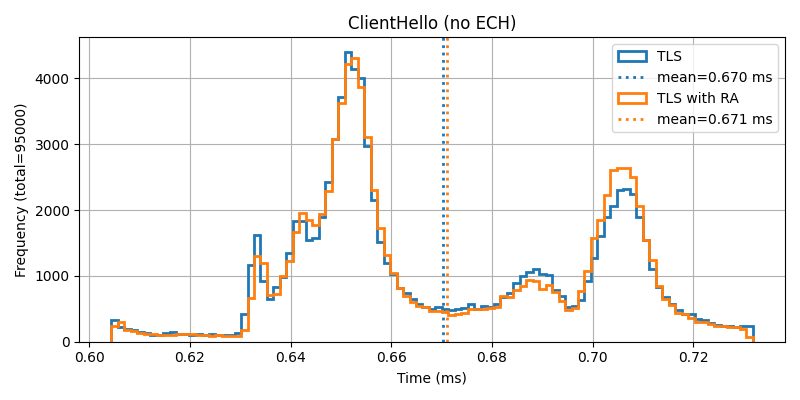 ClientHello (no ECH)
Frequency (total=95000)
4000
3000
2000
1000
0
TLS
mean=0.670 ms
TLS with RA
mean=0.671 ms
0.60 0.62 0.64 0.66 0.68 0.70 0.72
Time (ms)